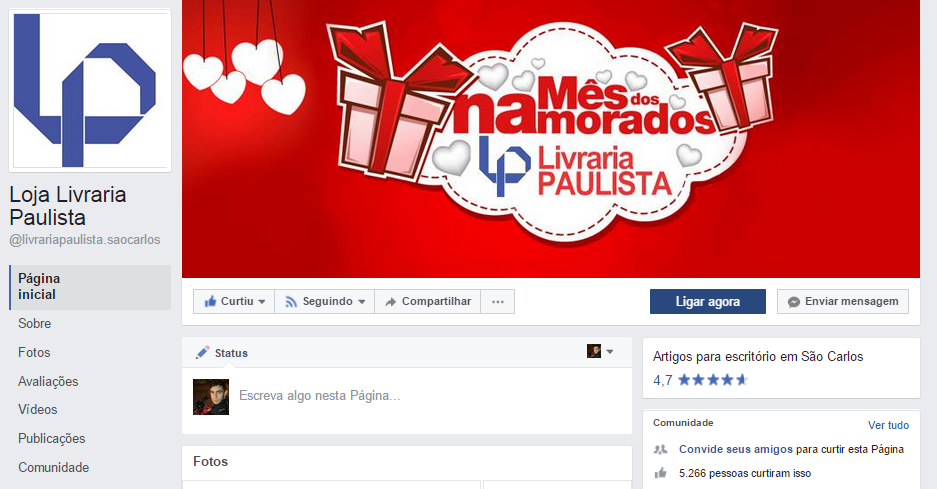 LP
Loja Livraria
Paulista
@livrariapaulista.saocarlos
Página
inicial
Sobre
Fotos
Avaliações
Vídeos
Publicações
Comunidade
Mês dos
namorados
LP Livraria
PAULISTA
Curtiu
Seguindo
Compartilhar
...
Ligar agora
Enviar mensagem
Status
Escreva algo nesta Página...
Fotos
Artigos para escritório em São Carlos
4,7
Comunidade
Ver tudo
Convide seus amigos para curtir esta Página
5.266 pessoas curtiram isso